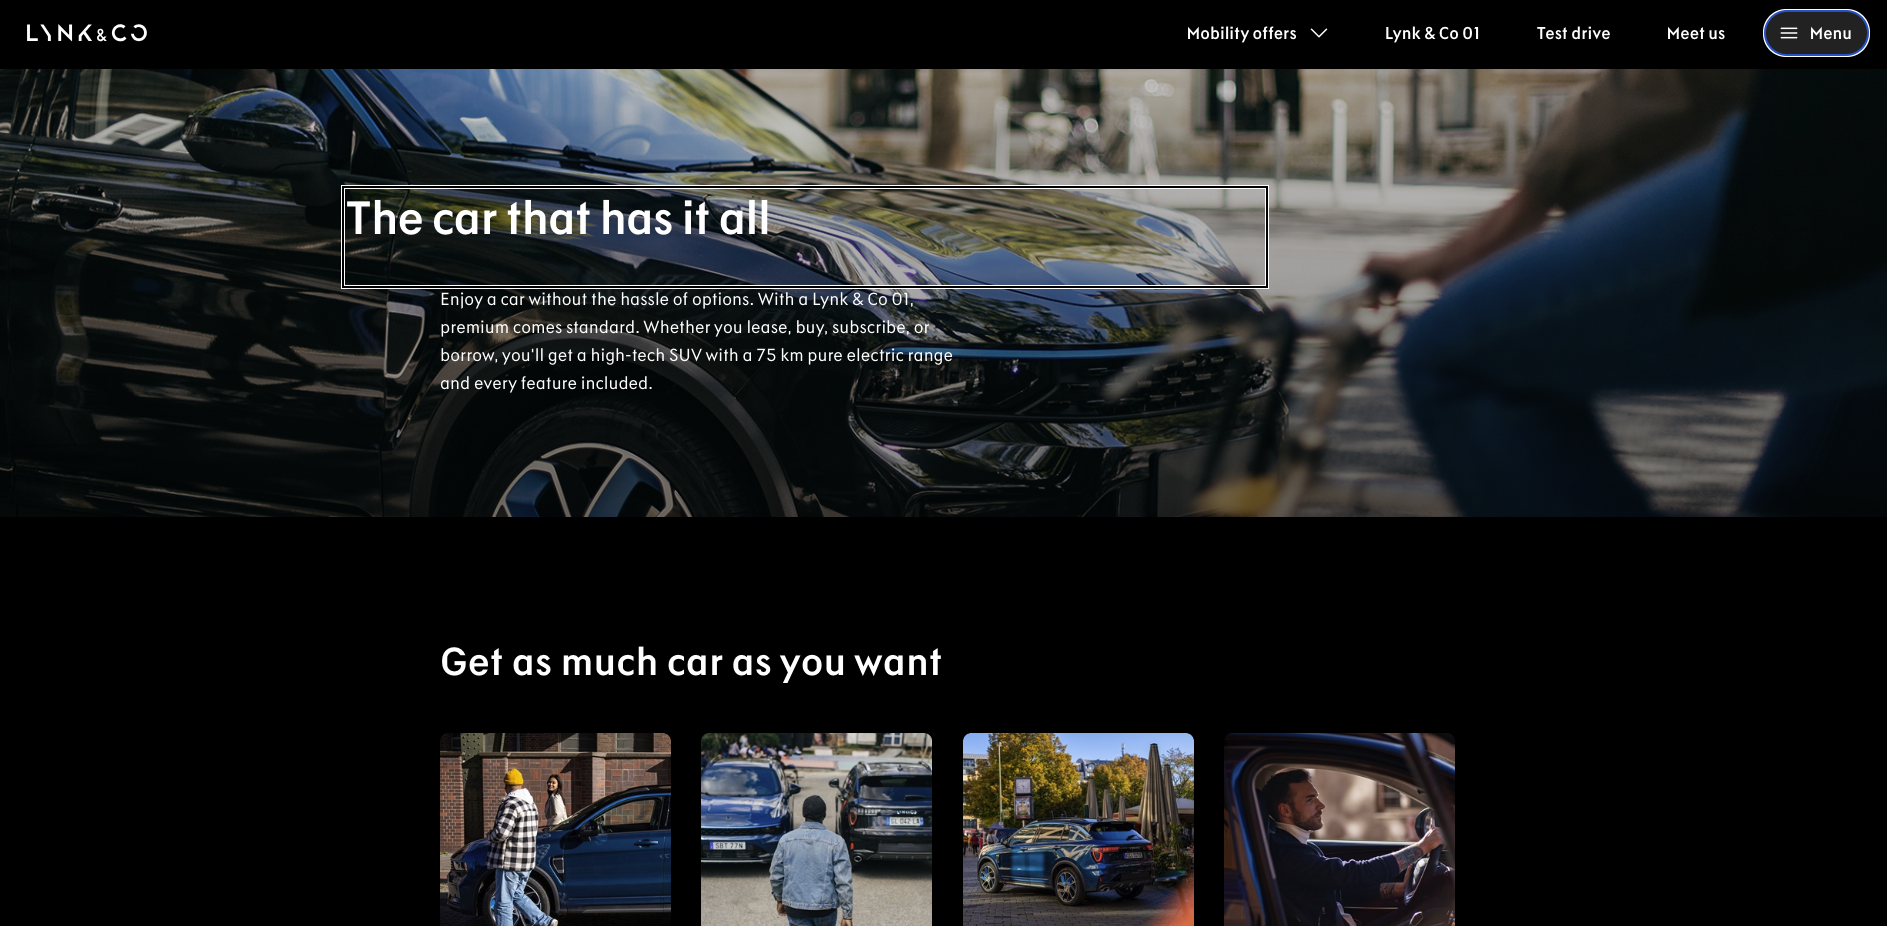 LYNK & CO
Mobility offers
Lynk & Co 01
Test drive
Meet us
Menu
The car that has it all
Enjoy a car without the hassle of options. With a Lynk & Co 01,
premium comes standard. Whether you lease, buy, subscribe, or
borrow, you'll get a high-tech SUV with a 75 km pure electric range
and every feature included.
Get as much car as you want
SBT 77N